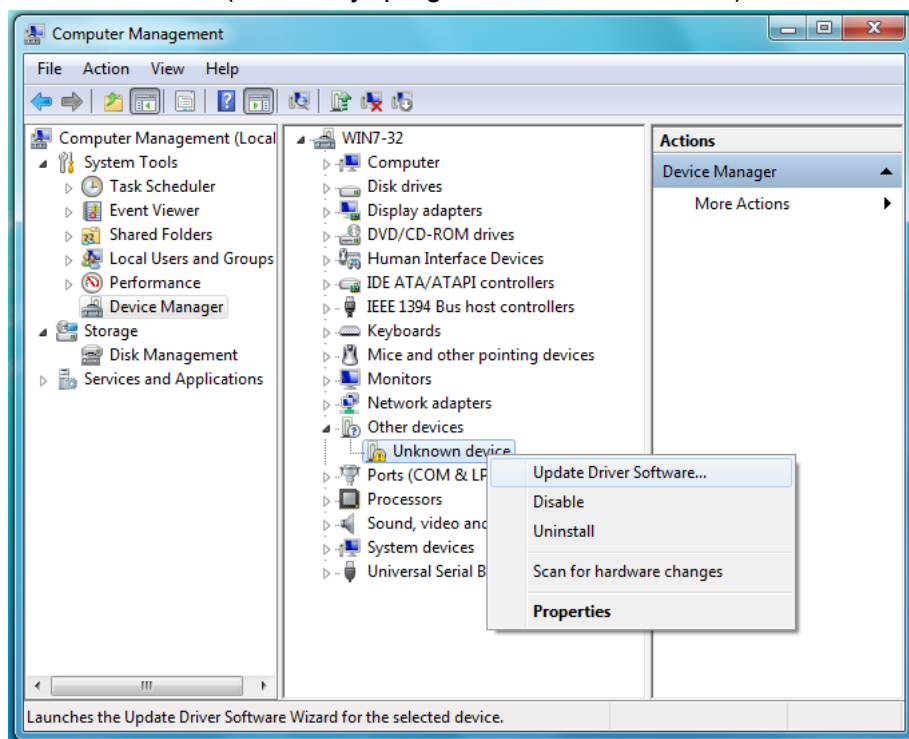 Computer Management
File Action View Help
Computer Management (Local
System Tools
Task Scheduler
Event Viewer
Shared Folders
Local Users and Groups
Performance
Device Manager
Storage
Disk Management
Services and Applications
WIN7-32
Computer
Disk drives
Display adapters
DVD/CD-ROM drives
Human Interface Devices
IDE ATA/ATAPI controllers
IEEE 1394 Bus host controllers
Keyboards
Mice and other pointing devices
Monitors
Network adapters
Other devices
Unknown device
Ports (COM & LP
Processors
Sound, video and
System devices
Universal Serial B
Update Driver Software...
Disable
Uninstall
Scan for hardware changes
Properties
Actions
Device Manager
More Actions
Launches the Update Driver Software Wizard for the selected device.